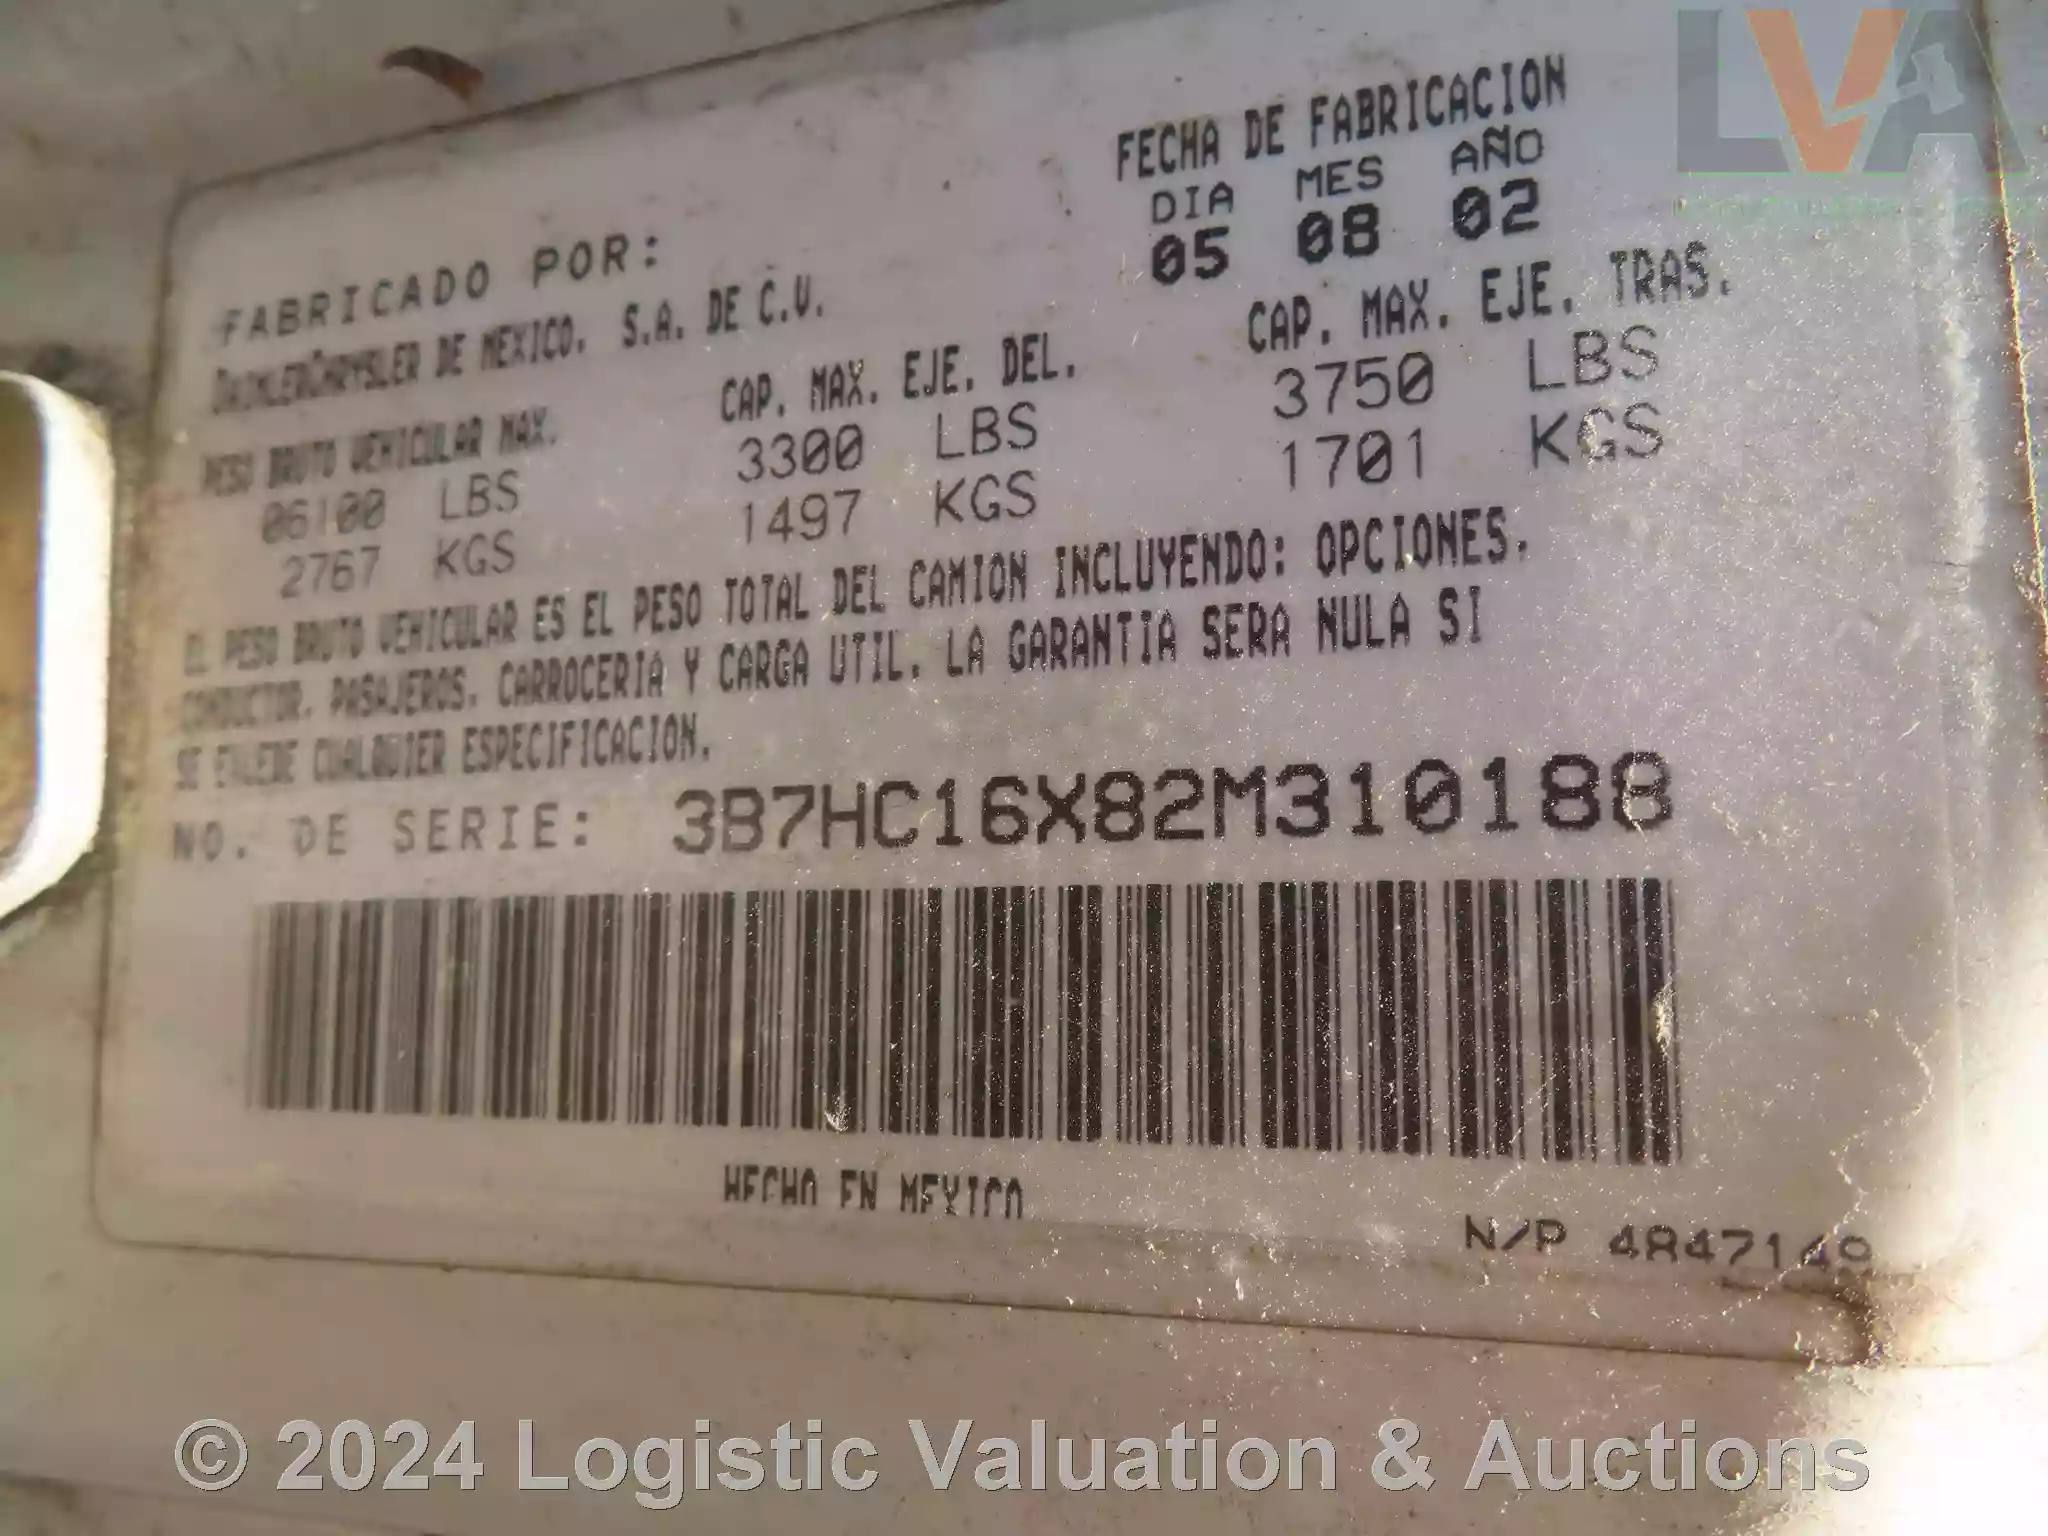 LVA
FECHA DE FABRICACION
DIA MES AÑO
05 08 02
FABRICADO POR:
DAIMLERCHRYSLER DE MEXICO. S.A. DE C.V.
PESO BRUTO VEHICULAR MAX. CAP. MAX. EJE. DEL. CAP. MAX. EJE. TRAS.
06100 LBS 3300 LBS 3750 LBS
2767 KGS 1497 KGS 1701 KGS
EL PESO BRUTO VEHICULAR ES EL PESO TOTAL DEL CAMION INCLUYENDO: OPCIONES.
CONDUCTOR. PASAJEROS. CARROCERIA Y CARGA UTIL. LA GARANTIA SERA NULA SI
SE EXCEDE CUALQUIER ESPECIFICACION.
NO. DE SERIE: 3B7HC16X82M310188
HECHO EN MEXICO
N/P 4847149
© 2024 Logistic Valuation & Auctions